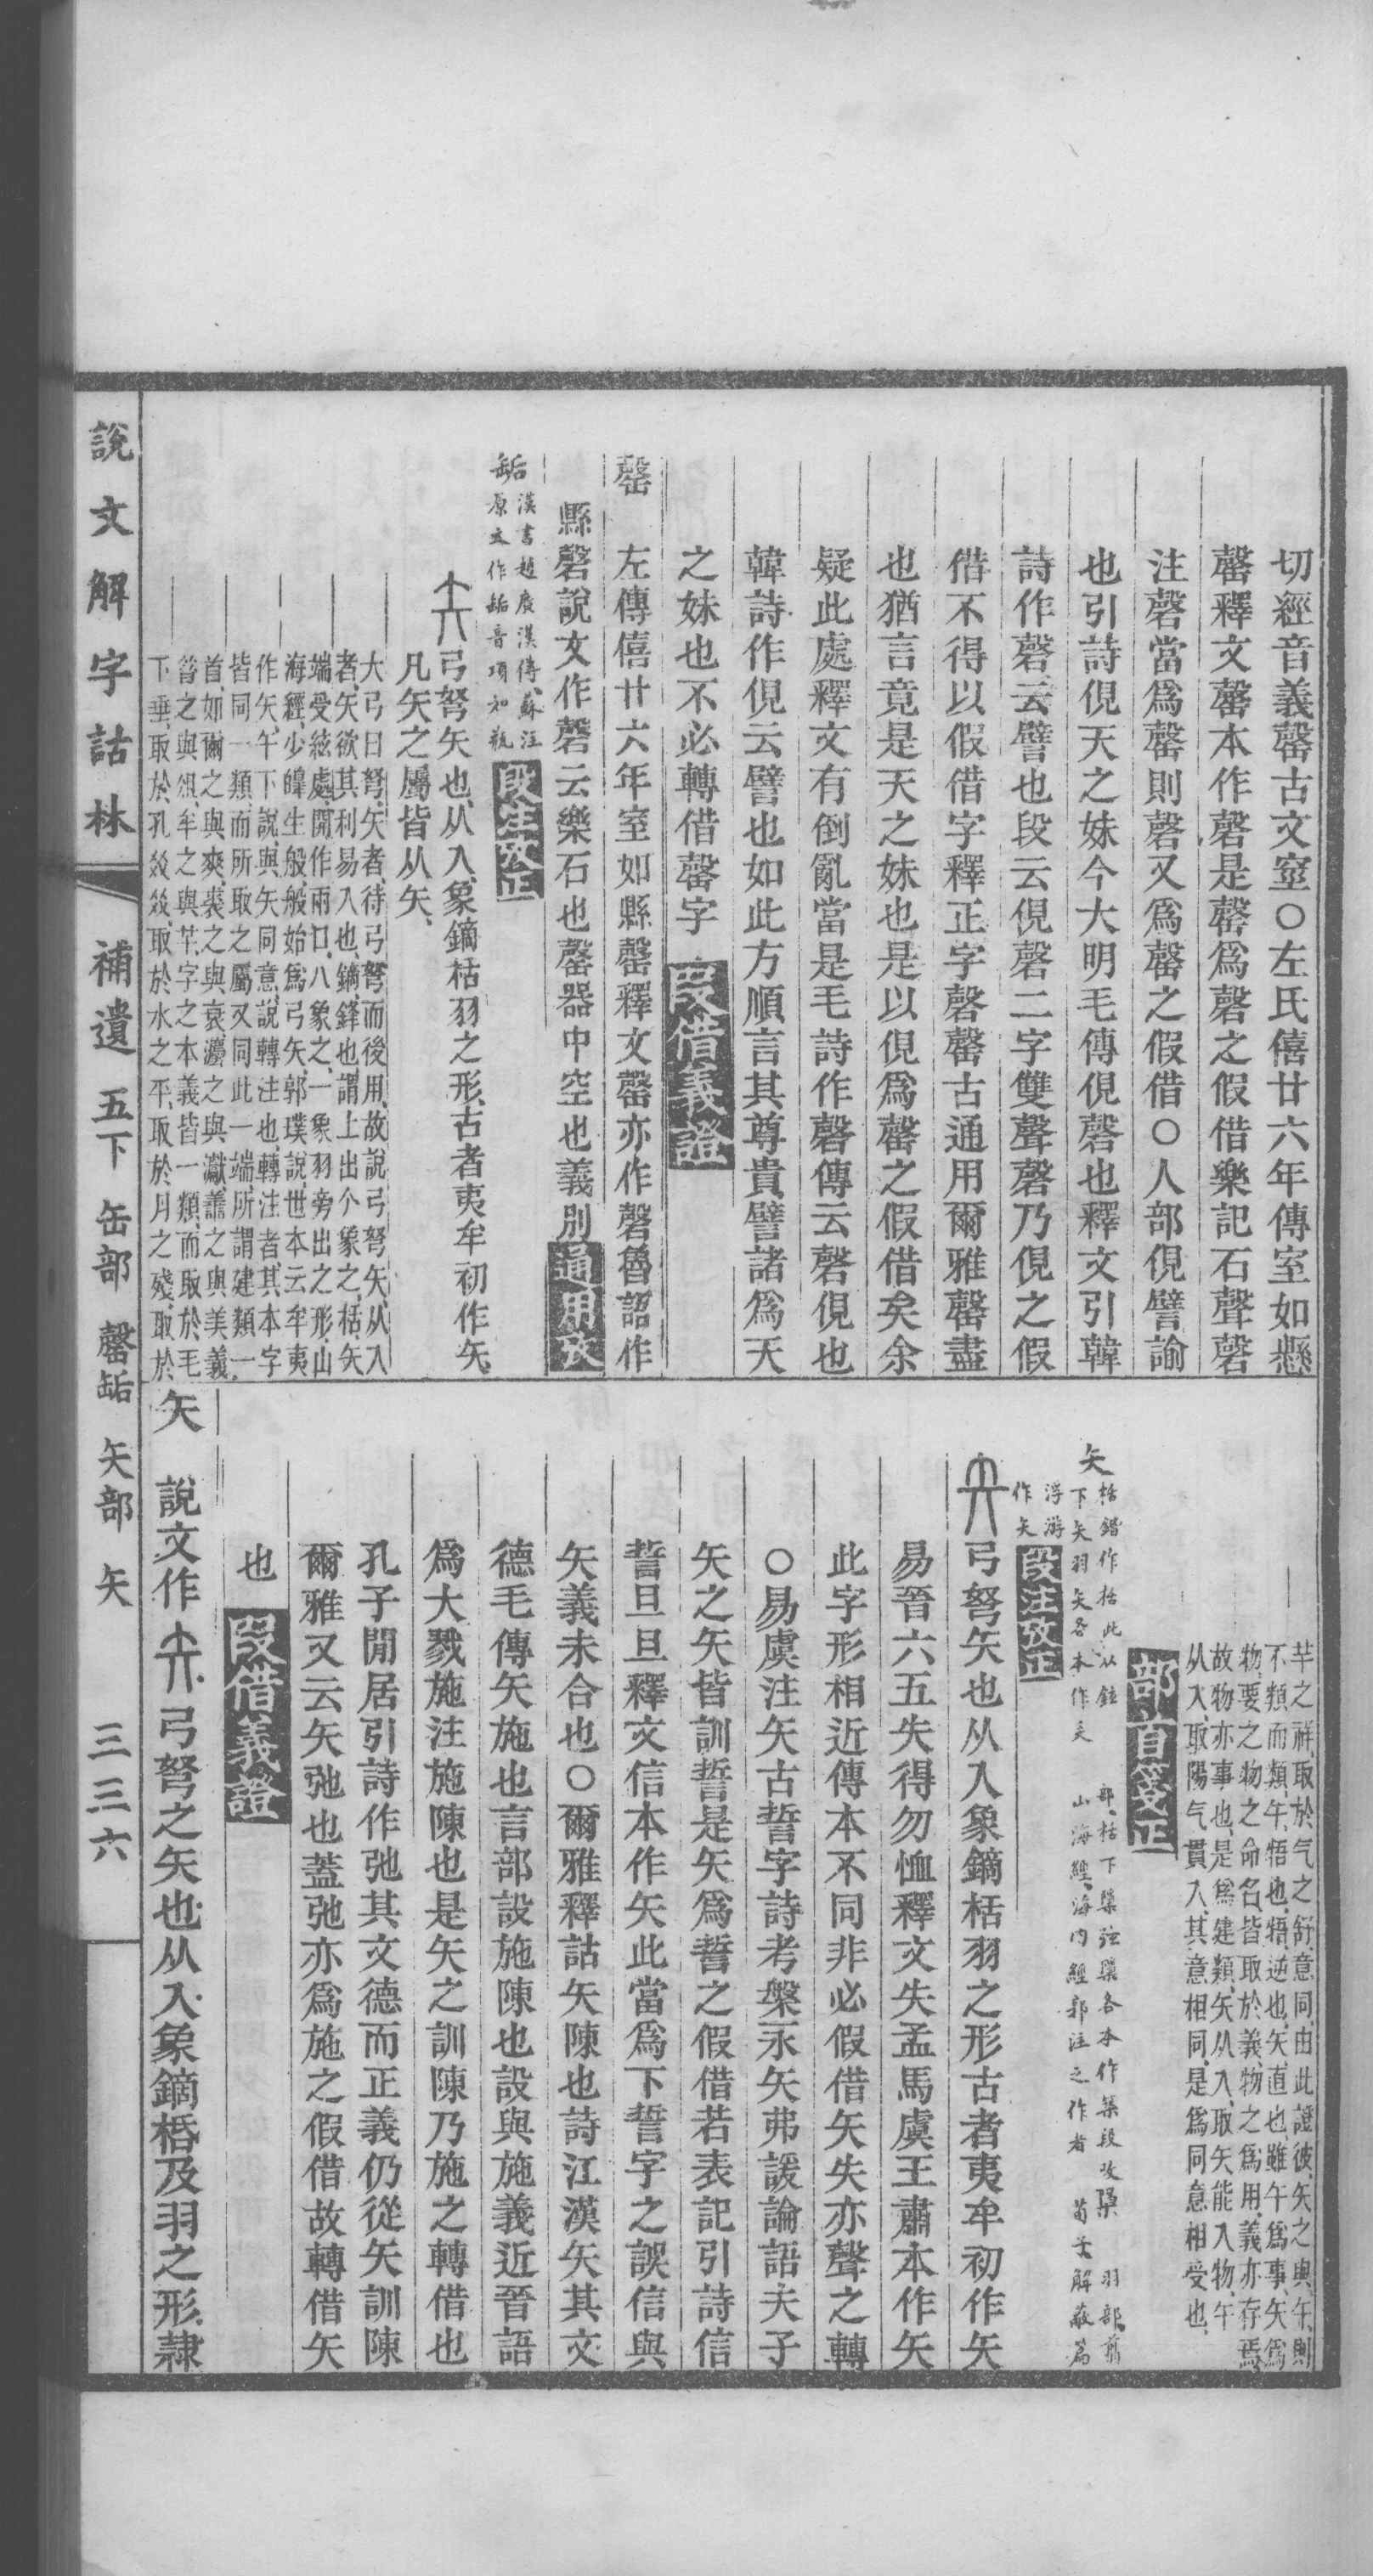 切經音義罄古文窒○左氏僖廿六年傳室如懸
罄釋文罄本作磬是罄爲磬之假借樂記石聲磬
注磬當爲罄則磬又爲罄之假借○人部俔譬諭
也引詩俔天之妹今大明毛傳俔磬也釋文引韓
詩作磬云譬也段云俔磬二字雙聲磬乃俔之假
借不得以假借字釋正字磬罄古通用爾雅罄盡
也猶言竟是天之妹也是以俔爲罄之假借矣余
疑此處釋文有倒亂當是毛詩作磬傳云磬俔也
韓詩作俔云譬也如此方順言其尊貴譬諸爲天
之妹也不必轉借罄字 段借義證
罄 左傳僖廿六年室如縣罄釋文罄亦作磬魯語作
縣磬說文作磬云樂石也罄器中空也義別 通用攷
缿 漢書趙廣漢傳蘇注
原文作缿音項如瓶 段注攷正
弓弩矢也从入象鏑栝羽之形古者夷牟初作矢
凡矢之屬皆从矢
大弓曰弩矢者待弓弩而後用故說弓弩矢从入
者矢欲其利易入也鏑鋒也謂上出个象之栝矢
端受絃處開作兩口八象之一象羽旁出之形山
海經少皞生般般始爲弓矢郭璞說世本云牟夷
作矢午下說與矢同意說轉注也轉注者其本字
皆同一類而所取之屬又同此一端所謂建類一
首如爾之與爽裘之與衰灋之與瀗譱之與美義
暜之與俎牟之與芉字之本義皆一類而取於毛
下垂取於孔㸚㸚取於水之平取於月之殘取於
芉之祥取於气之舒意同由此證彼矢之與午則
不類而類午牾也牾逆也矢直也雖午爲事矢爲
物要之物之命名皆取於義物之爲用義亦存焉
故物亦事也是爲建類矢从入取矢能入物午
从入取陽气貫入其意相同是爲同意相受也
部首箋正
矢 栝鍇作枯此从鉉 部栝下檃弦檃各本作築段攷檃 羽部翦
下矢羽矢各本作夫 山海經海內經郭注之作者 荀子解蔽篇
浮游
作矢 段注攷正
弓弩矢也从入象鏑栝羽之形古者夷牟初作矢
易晉六五失得勿恤釋文失孟馬虞王肅本作矢
此字形相近傳本不同非必假借矢失亦聲之轉
○易虞注矢古誓字詩考槃永矢弗諼論語夫子
矢之矢皆訓誓是矢爲誓之假借若表記引詩信
誓旦旦釋文信本作矢此當爲下誓字之誤信與
矢義未合也○爾雅釋詁矢陳也詩江漢矢其文
德毛傳矢施也言部設施陳也設與施義近晉語
爲大戮施注施陳也是矢之訓陳乃施之轉借也
孔子閒居引詩作弛其文德而正義仍從矢訓陳
爾雅又云矢弛也蓋弛亦爲施之假借故轉借矢
也 段借義證
矢 說文作 弓弩之矢也从入象鏑栝及羽之形隸
說文解字詁林 補遺 五下 缶部 罄缿 矢部 矢 三三六